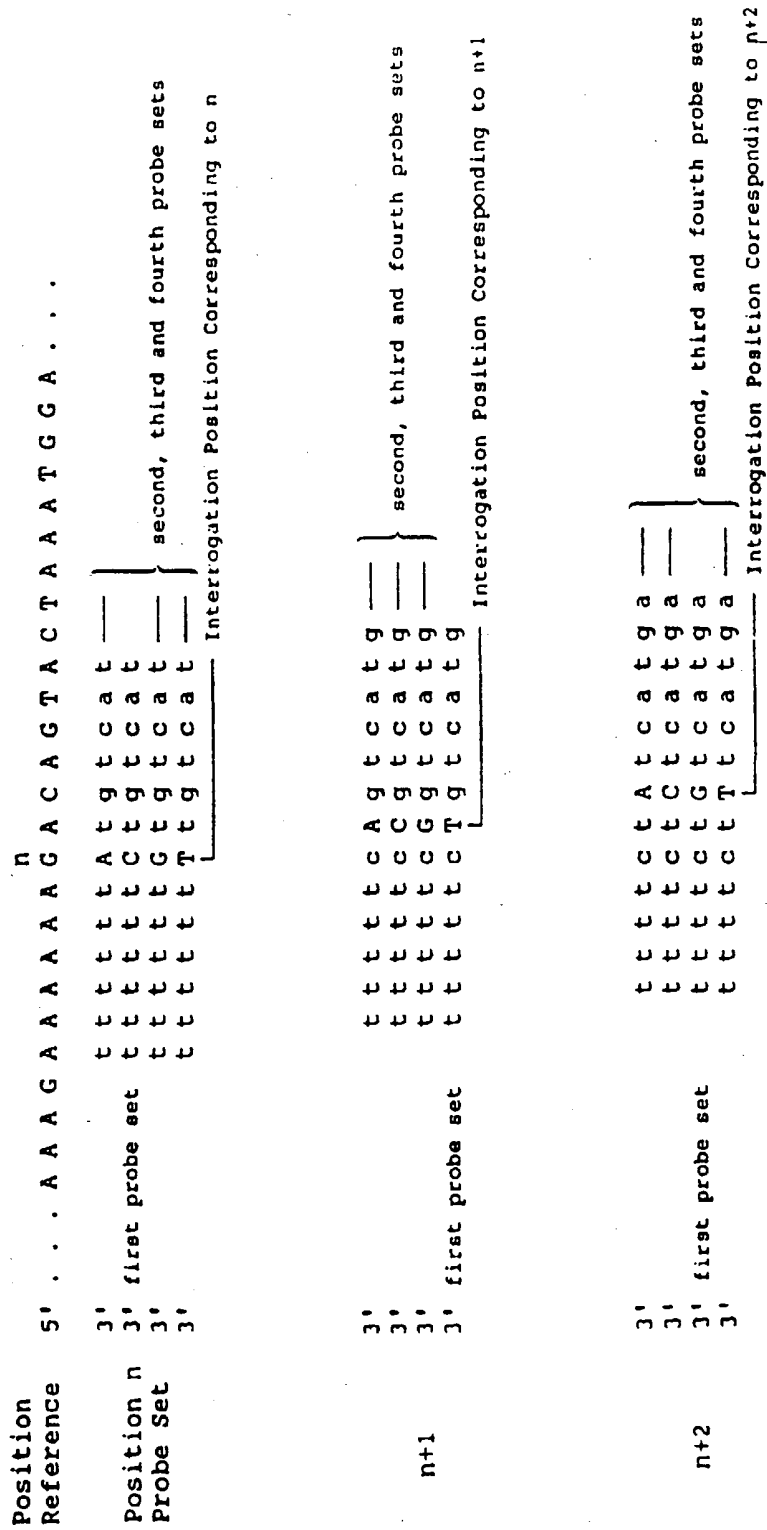 Position n
Reference 5' . . . A A A G A A A A A A G A C A G T A C T A A A T G G A . . .
Position n 3' t t t t t t A t g t c a t
Probe Set 3' first probe set t t t t t t C t g t c a t
3' t t t t t t G t g t c a t second, third and fourth probe sets
3' t t t t t t T t g t c a t
Interrogation Position Corresponding to n
3' t t t t t c A g t c a t g
3' t t t t t c C g t c a t g second, third and fourth probe sets
n+1 3' t t t t t c G g t c a t g
3' first probe set t t t t t c T g t c a t g
Interrogation Position Corresponding to n+1
3' t t t t c t A t c a t g a
3' t t t t c t C t c a t g a second, third and fourth probe sets
n+2 3' first probe set t t t t c t G t c a t g a
3' t t t t c t T t c a t g a
Interrogation Position Corresponding to n+2